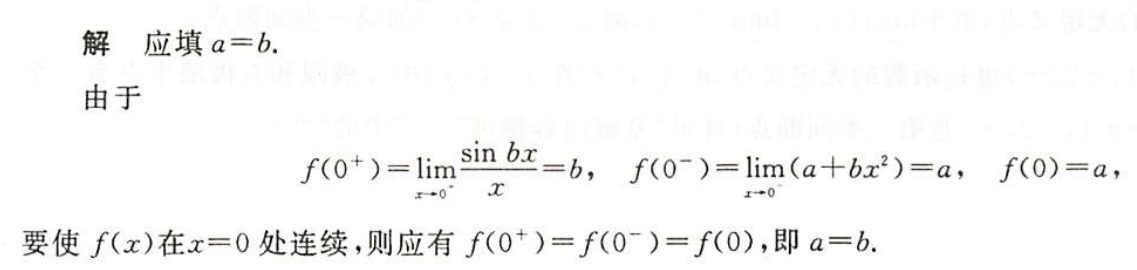 解 应填 a=b.
由于
f(0⁺)=lim_{x→0⁺} \frac{sin bx}{x}=b, f(0⁻)=lim_{x→0⁻}(a+bx²)=a, f(0)=a,
要使 f(x)在x=0 处连续,则应有 f(0⁺)=f(0⁻)=f(0),即 a=b.